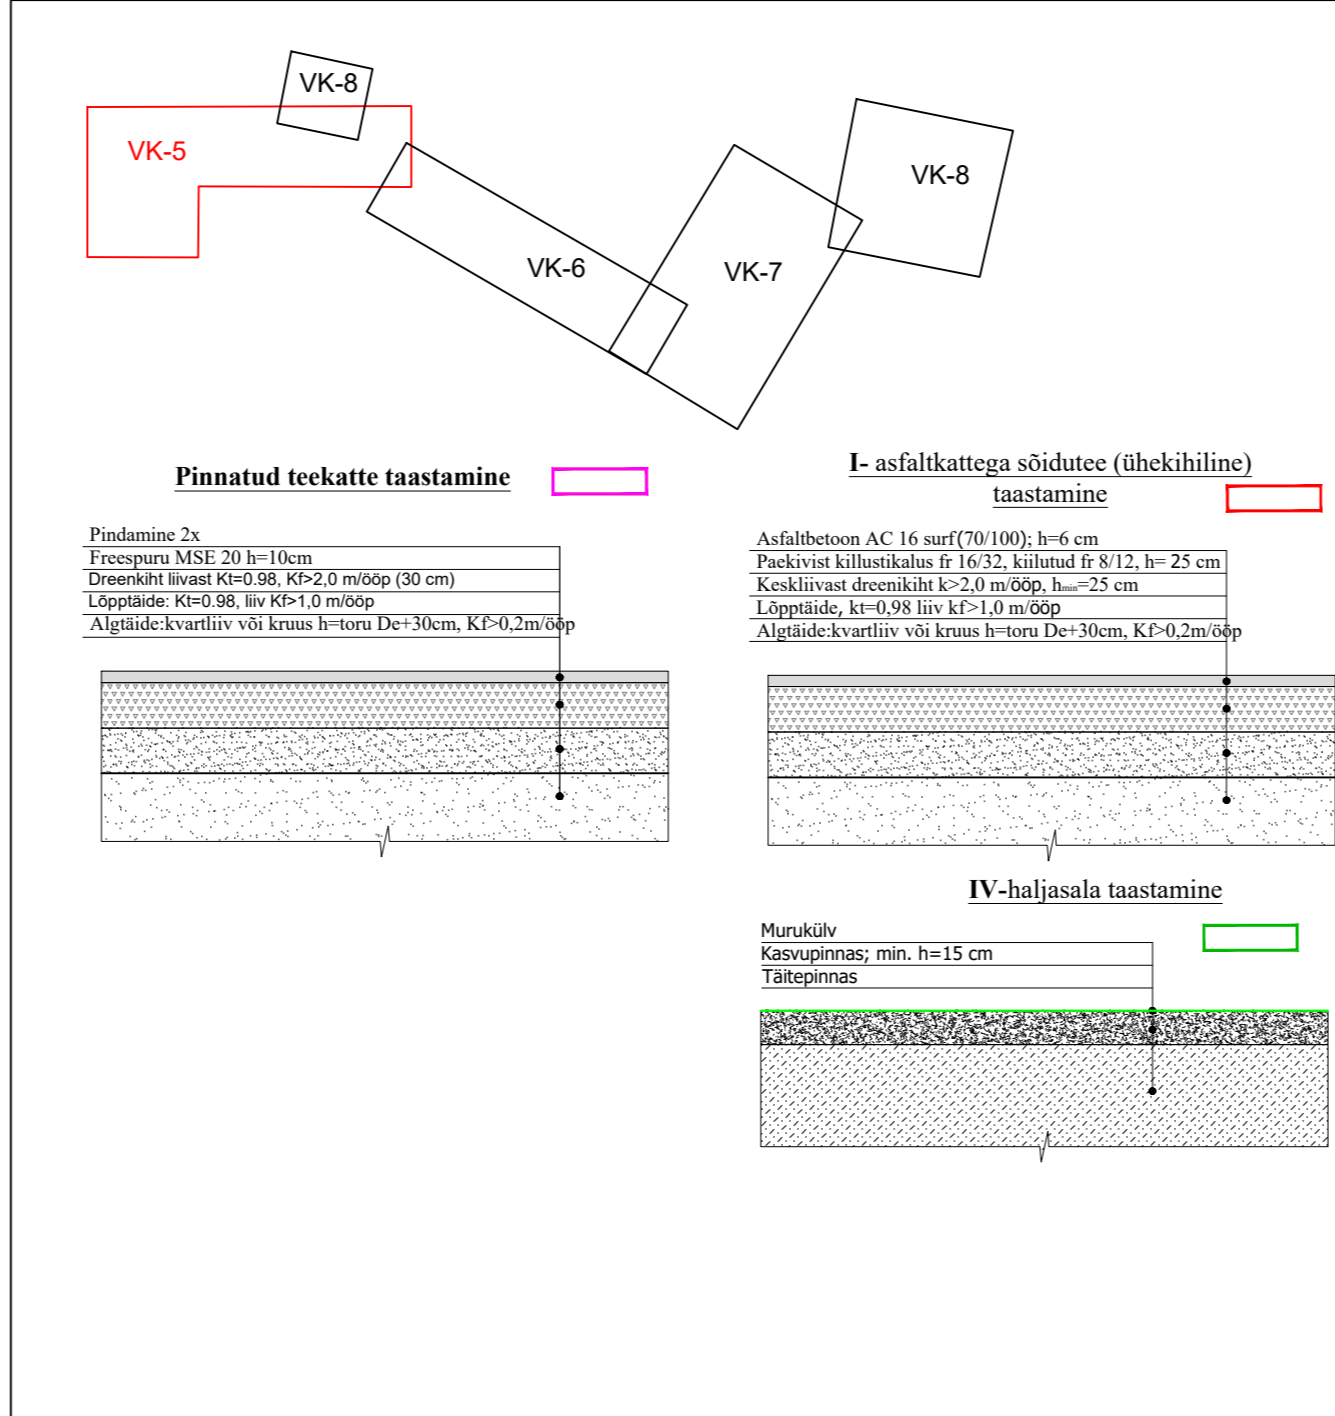 VK-8
VK-5
VK-6
VK-7
VK-8
Pinnatud teekatte taastamine
Pindamine 2x
Freespuru MSE 20 h=10cm
Dreenkiht liivast Kt=0.98, Kf>2,0 m/ööp (30 cm)
Lõpptäide: Kt=0.98, liiv Kf>1,0 m/ööp
Algtäide:kvartliiv või kruus h=toru De+30cm, Kf>0,2m/ööp
I- asfaltkattega sõidutee (ühekihiline)
taastamine
Asfaltbetoon AC 16 surf(70/100); h=6 cm
Paekivist killustikalus fr 16/32, kiilutud fr 8/12, h= 25 cm
Keskliivast dreenikiht k>2,0 m/ööp, hmin=25 cm
Lõpptäide, kt=0,98 liiv kf>1,0 m/ööp
Algtäide:kvartliiv või kruus h=toru De+30cm, Kf>0,2m/ööp
IV-haljasala taastamine
Murukülv
Kasvupinnas; min. h=15 cm
Täitepinnas